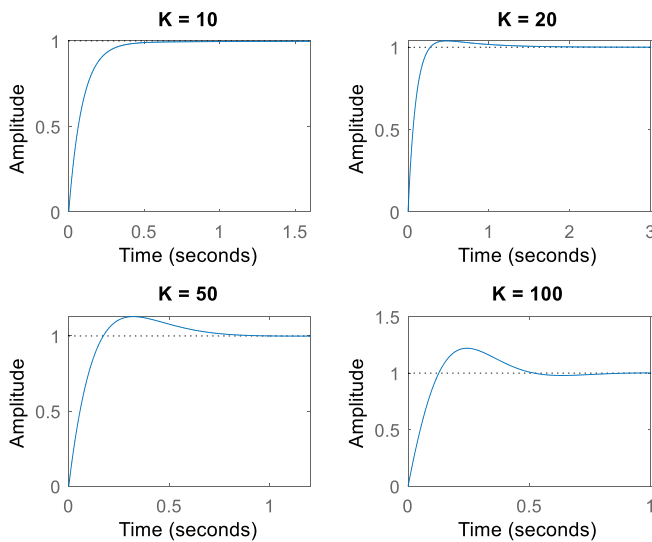 K = 10
1
0.5
0
Amplitude
0 0.5 1 1.5
Time (seconds)
K = 20
1
0.5
0
Amplitude
0 1 2 3
Time (seconds)
K = 50
1
0.5
0
Amplitude
0 0.5 1
Time (seconds)
K = 100
1.5
1
0.5
0
Amplitude
0 0.5 1
Time (seconds)